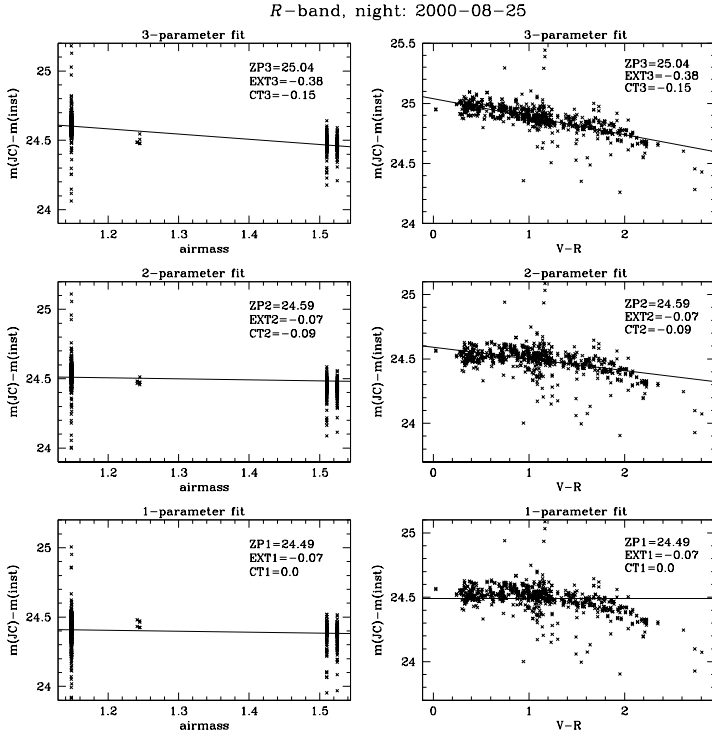 R-band, night: 2000-08-25
3-parameter fit
ZP3=25.04
EXT3=-0.38
CT3=-0.15
m(JC)-m(inst)
25
24.5
24
1.2
1.3
1.4
1.5
airmass
3-parameter fit
ZP3=25.04
EXT3=-0.38
CT3=-0.15
m(JC)-m(inst)
25.5
25
24.5
24
0
1
2
V-R
2-parameter fit
ZP2=24.59
EXT2=-0.07
CT2=-0.09
m(JC)-m(inst)
25
24.5
24
1.2
1.3
1.4
1.5
airmass
2-parameter fit
ZP2=24.59
EXT2=-0.07
CT2=-0.09
m(JC)-m(inst)
25
24.5
24
0
1
2
V-R
1-parameter fit
ZP1=24.49
EXT1=-0.07
CT1=0.0
m(JC)-m(inst)
25
24.5
24
1.2
1.3
1.4
1.5
airmass
1-parameter fit
ZP1=24.49
EXT1=-0.07
CT1=0.0
m(JC)-m(inst)
25
24.5
24
0
1
2
V-R